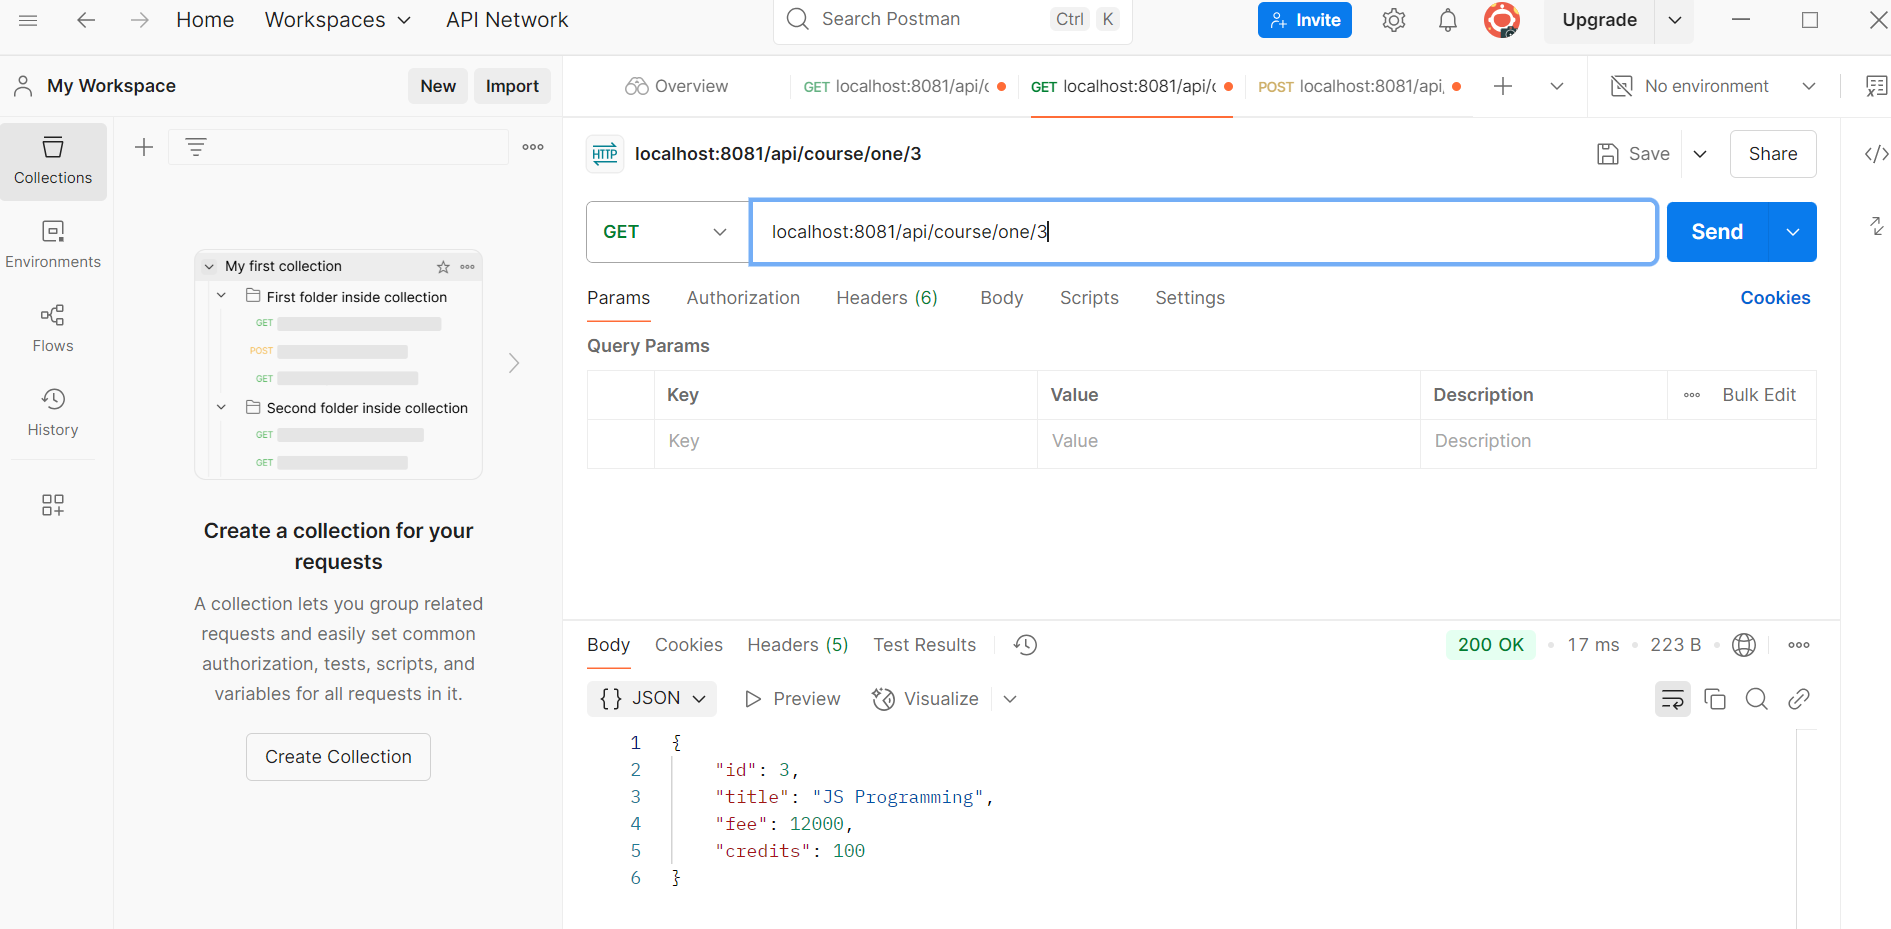 Home Workspaces API Network Search Postman Ctrl K Invite Upgrade
My Workspace New Import
Overview GET localhost:8081/api/c GET localhost:8081/api/c POST localhost:8081/api, No environment
Collections
Environments
Flows
History
My first collection
First folder inside collection
GET
POST
GET
Second folder inside collection
GET
GET
Create a collection for your
requests
A collection lets you group related
requests and easily set common
authorization, tests, scripts, and
variables for all requests in it.
Create Collection
HTTP localhost:8081/api/course/one/3 Save Share
GET localhost:8081/api/course/one/3 Send
Params Authorization Headers (6) Body Scripts Settings Cookies
Query Params
Key Value Description Bulk Edit
Key Value Description
Body Cookies Headers (5) Test Results 200 OK • 17 ms • 223 B •
{} JSON Preview Visualize
1 {
2 "id": 3,
3 "title": "JS Programming",
4 "fee": 12000,
5 "credits": 100
6 }